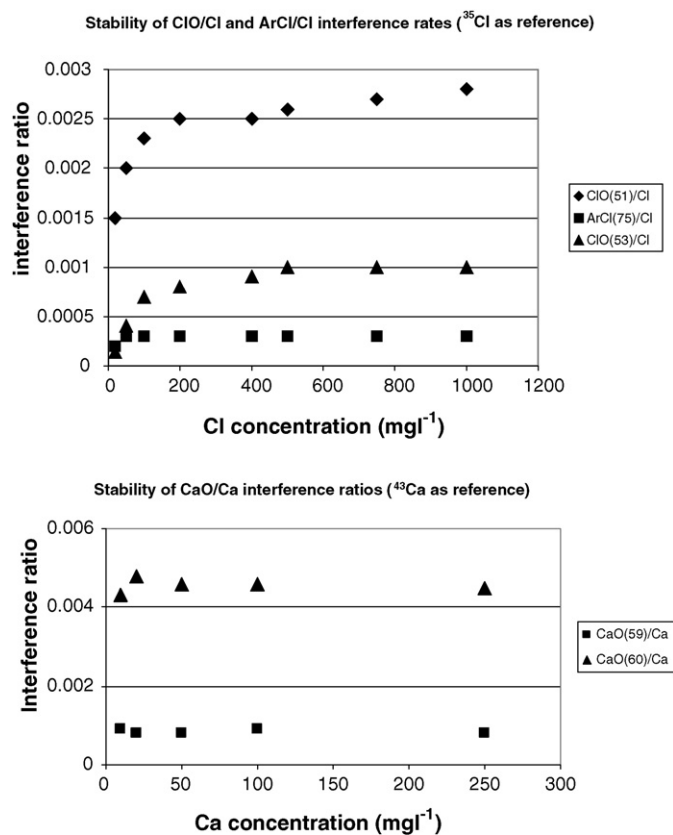 Stability of ClO/Cl and ArCl/Cl interference rates (³⁵Cl as reference)
0.003
0.0025
0.002
0.0015
0.001
0.0005
0
interference ratio
0 200 400 600 800 1000 1200
Cl concentration (mgl⁻¹)
ClO(51)/Cl
ArCl(75)/Cl
ClO(53)/Cl
Stability of CaO/Ca interference ratios (⁴³Ca as reference)
0.006
0.004
0.002
0
Interference ratio
0 50 100 150 200 250 300
Ca concentration (mgl⁻¹)
CaO(59)/Ca
CaO(60)/Ca